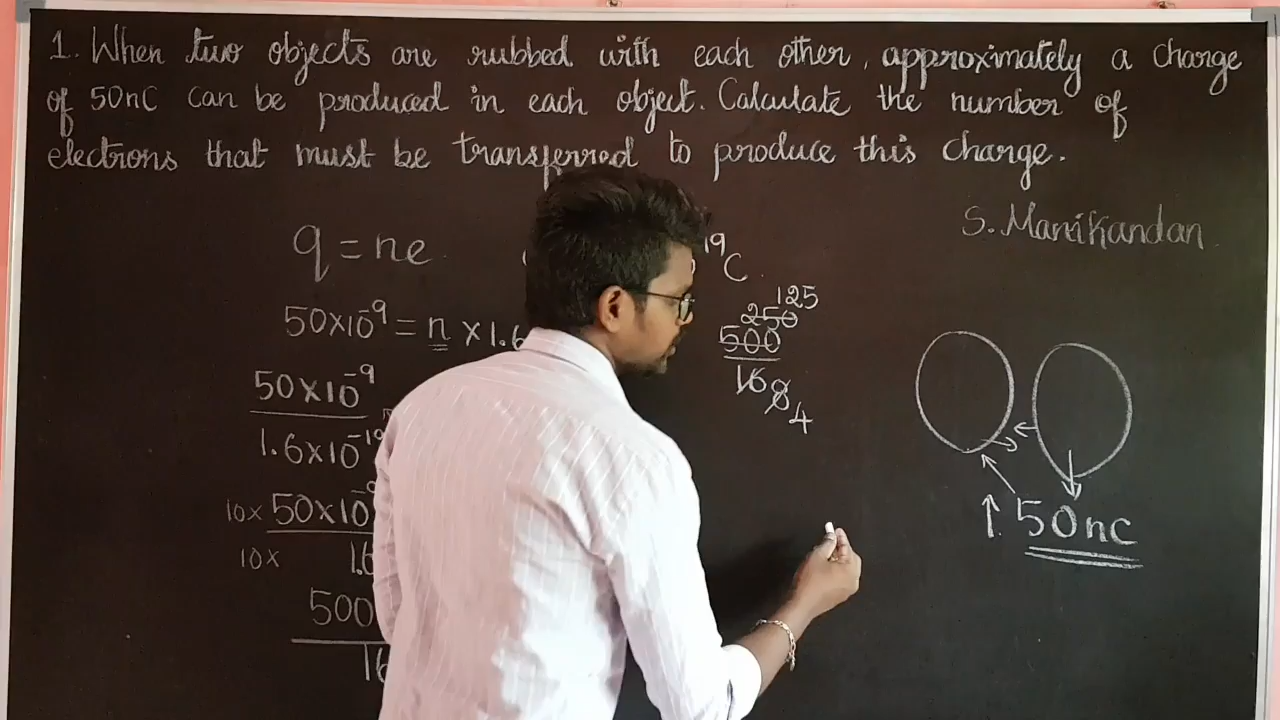 1. When two objects are rubbed with each other, approximately a charge
of 50nC can be produced in each object. Calculate the number of
electrons that must be transferred to produce this charge.
S. Manikandan
q = ne
19 C
50×10⁻⁹ = n × 1.6
125
250
500
16 8 4
50×10⁻⁹
1.6×10⁻¹⁹
10× 50×10⁻⁹
10× 1.6
500
16
↑ 50nc